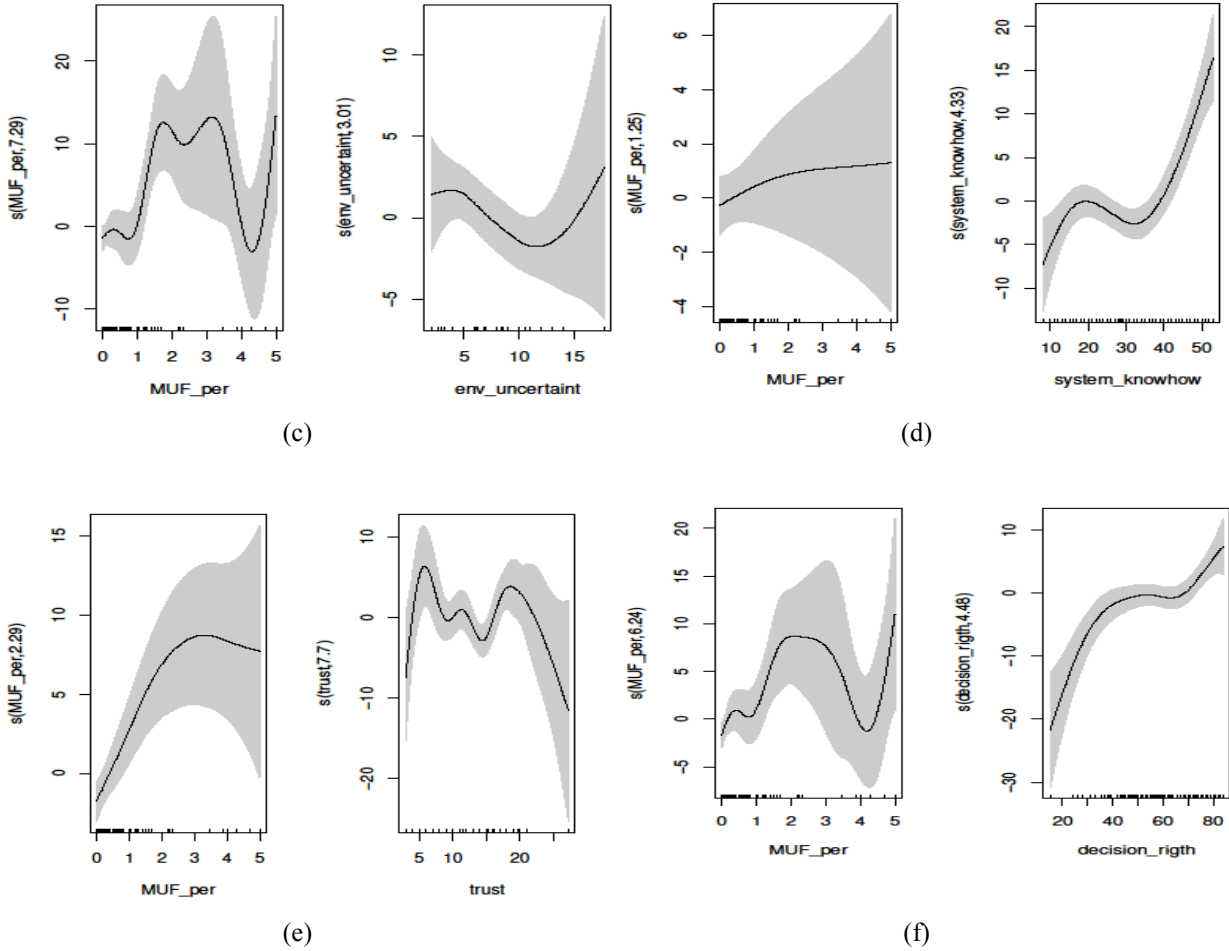 s(MUF_per,7.29)
20
10
0
−10
0 1 2 3 4 5
MUF_per
s(env_uncertaint,3.01)
10
5
0
−5
5 10 15
env_uncertaint
(c)
s(MUF_per,1.25)
6
4
2
0
−2
−4
0 1 2 3 4 5
MUF_per
s(system_knowhow,4.33)
20
15
10
5
0
−5
−10
10 20 30 40 50
system_knowhow
(d)
s(MUF_per,2.29)
15
10
5
0
0 1 2 3 4 5
MUF_per
s(trust,7.7)
10
0
−10
−20
5 10 20
trust
(e)
s(MUF_per,6.24)
20
15
10
5
0
−5
0 1 2 3 4 5
MUF_per
s(decision_rigth,4.48)
10
0
−10
−20
−30
20 40 60 80
decision_rigth
(f)